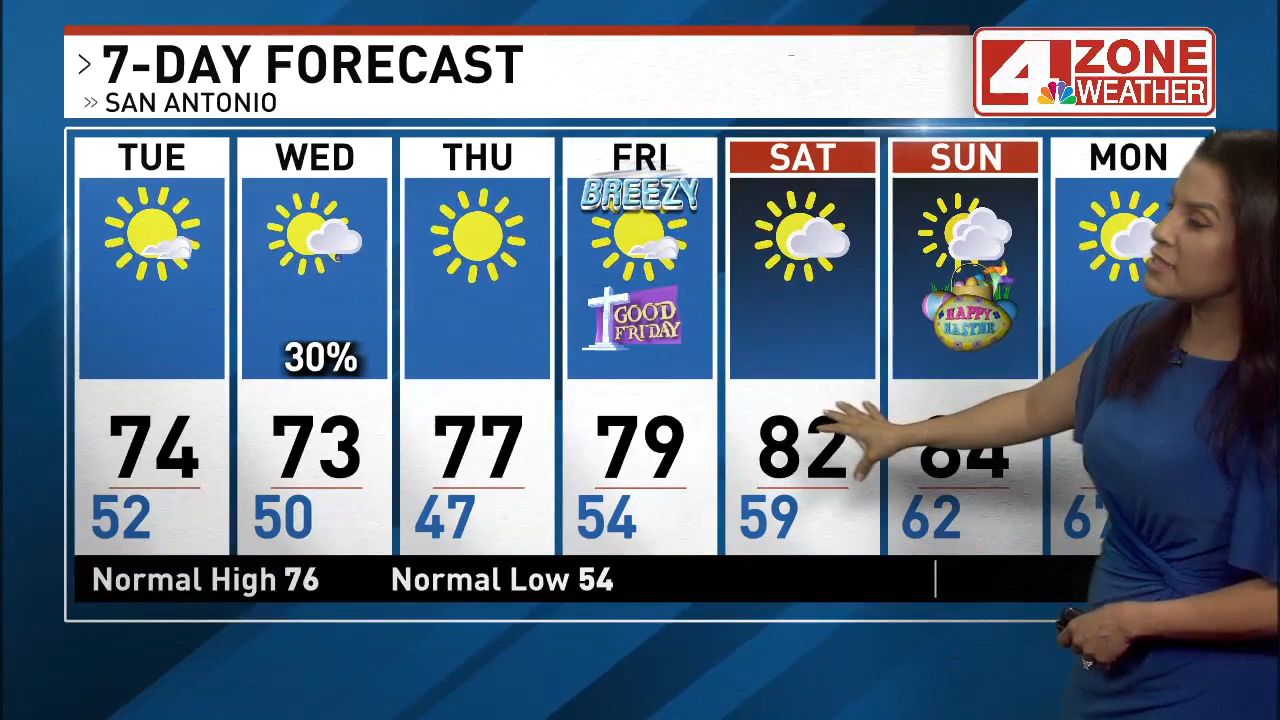 7-DAY FORECAST
SAN ANTONIO
4 ZONE
WEATHER
TUE WED THU FRI SAT SUN MON
BREEZY
GOOD
FRIDAY
HAPPY
EASTER
30%
74 73 77 79 82 84
52 50 47 54 59 62 67
Normal High 76 Normal Low 54